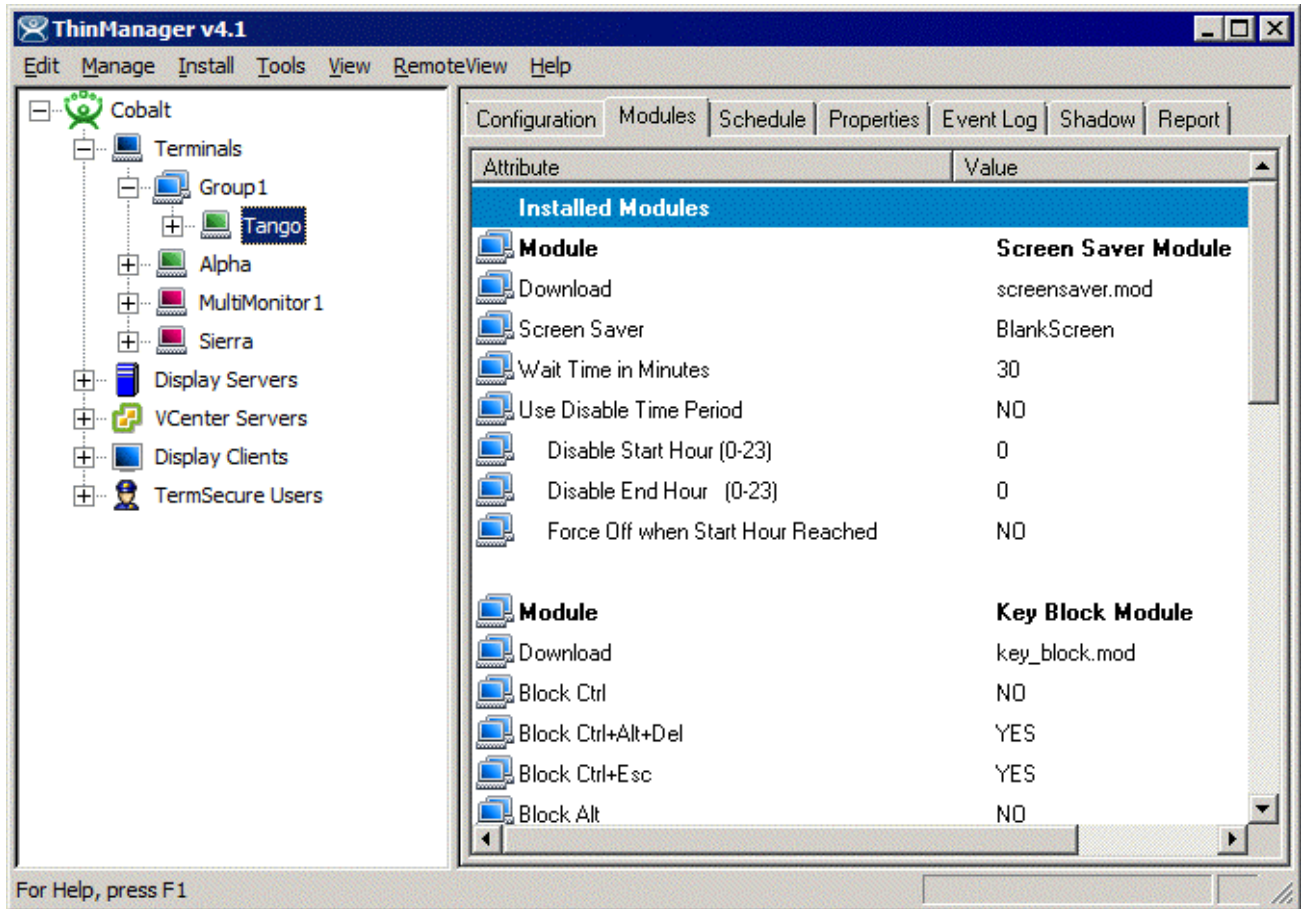 ThinManager v4.1
Edit Manage Install Tools View RemoteView Help
Cobalt
Terminals
Group1
Tango
Alpha
MultiMonitor1
Sierra
Display Servers
VCenter Servers
Display Clients
TermSecure Users
Configuration Modules Schedule Properties Event Log Shadow Report
Attribute Value
Installed Modules
Module Screen Saver Module
Download screensaver.mod
Screen Saver BlankScreen
Wait Time in Minutes 30
Use Disable Time Period NO
Disable Start Hour (0-23) 0
Disable End Hour (0-23) 0
Force Off when Start Hour Reached NO
Module Key Block Module
Download key_block.mod
Block Ctrl NO
Block Ctrl+Alt+Del YES
Block Ctrl+Esc YES
Block Alt NO
For Help, press F1